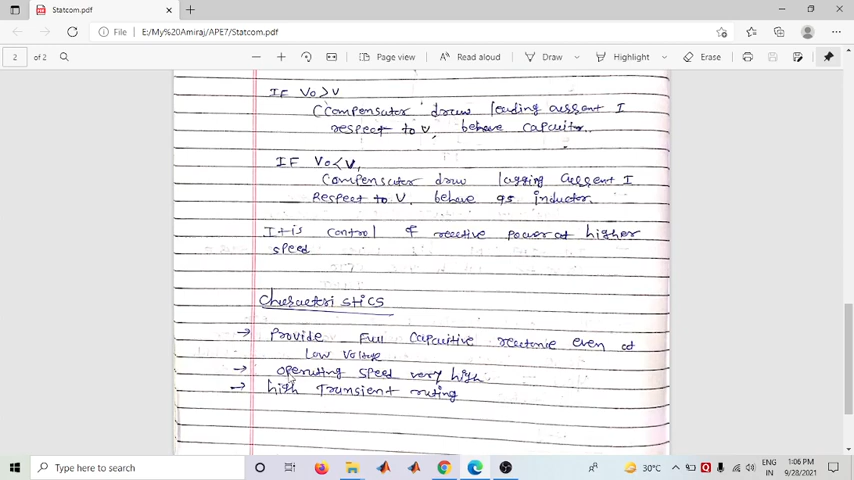 Statcom.pdf
File E:/My%20Amiraj/APE7/Statcom.pdf
2 of 2 Page view Read aloud Draw Highlight Erase
IF Vo > V
Compensator draw leading current I
respect to V, behave capacitor.
IF Vo < V,
Compensator draw lagging current I
Respect to V, behave as inductor.
It is control of reactive power at higher
speed
Characteristics
→ Provide Full Capacitive reactance even at
Low Voltage
→ operating speed very high.
→ high Transient rating
Type here to search
30°C
ENG
IN
1:06 PM
9/28/2021